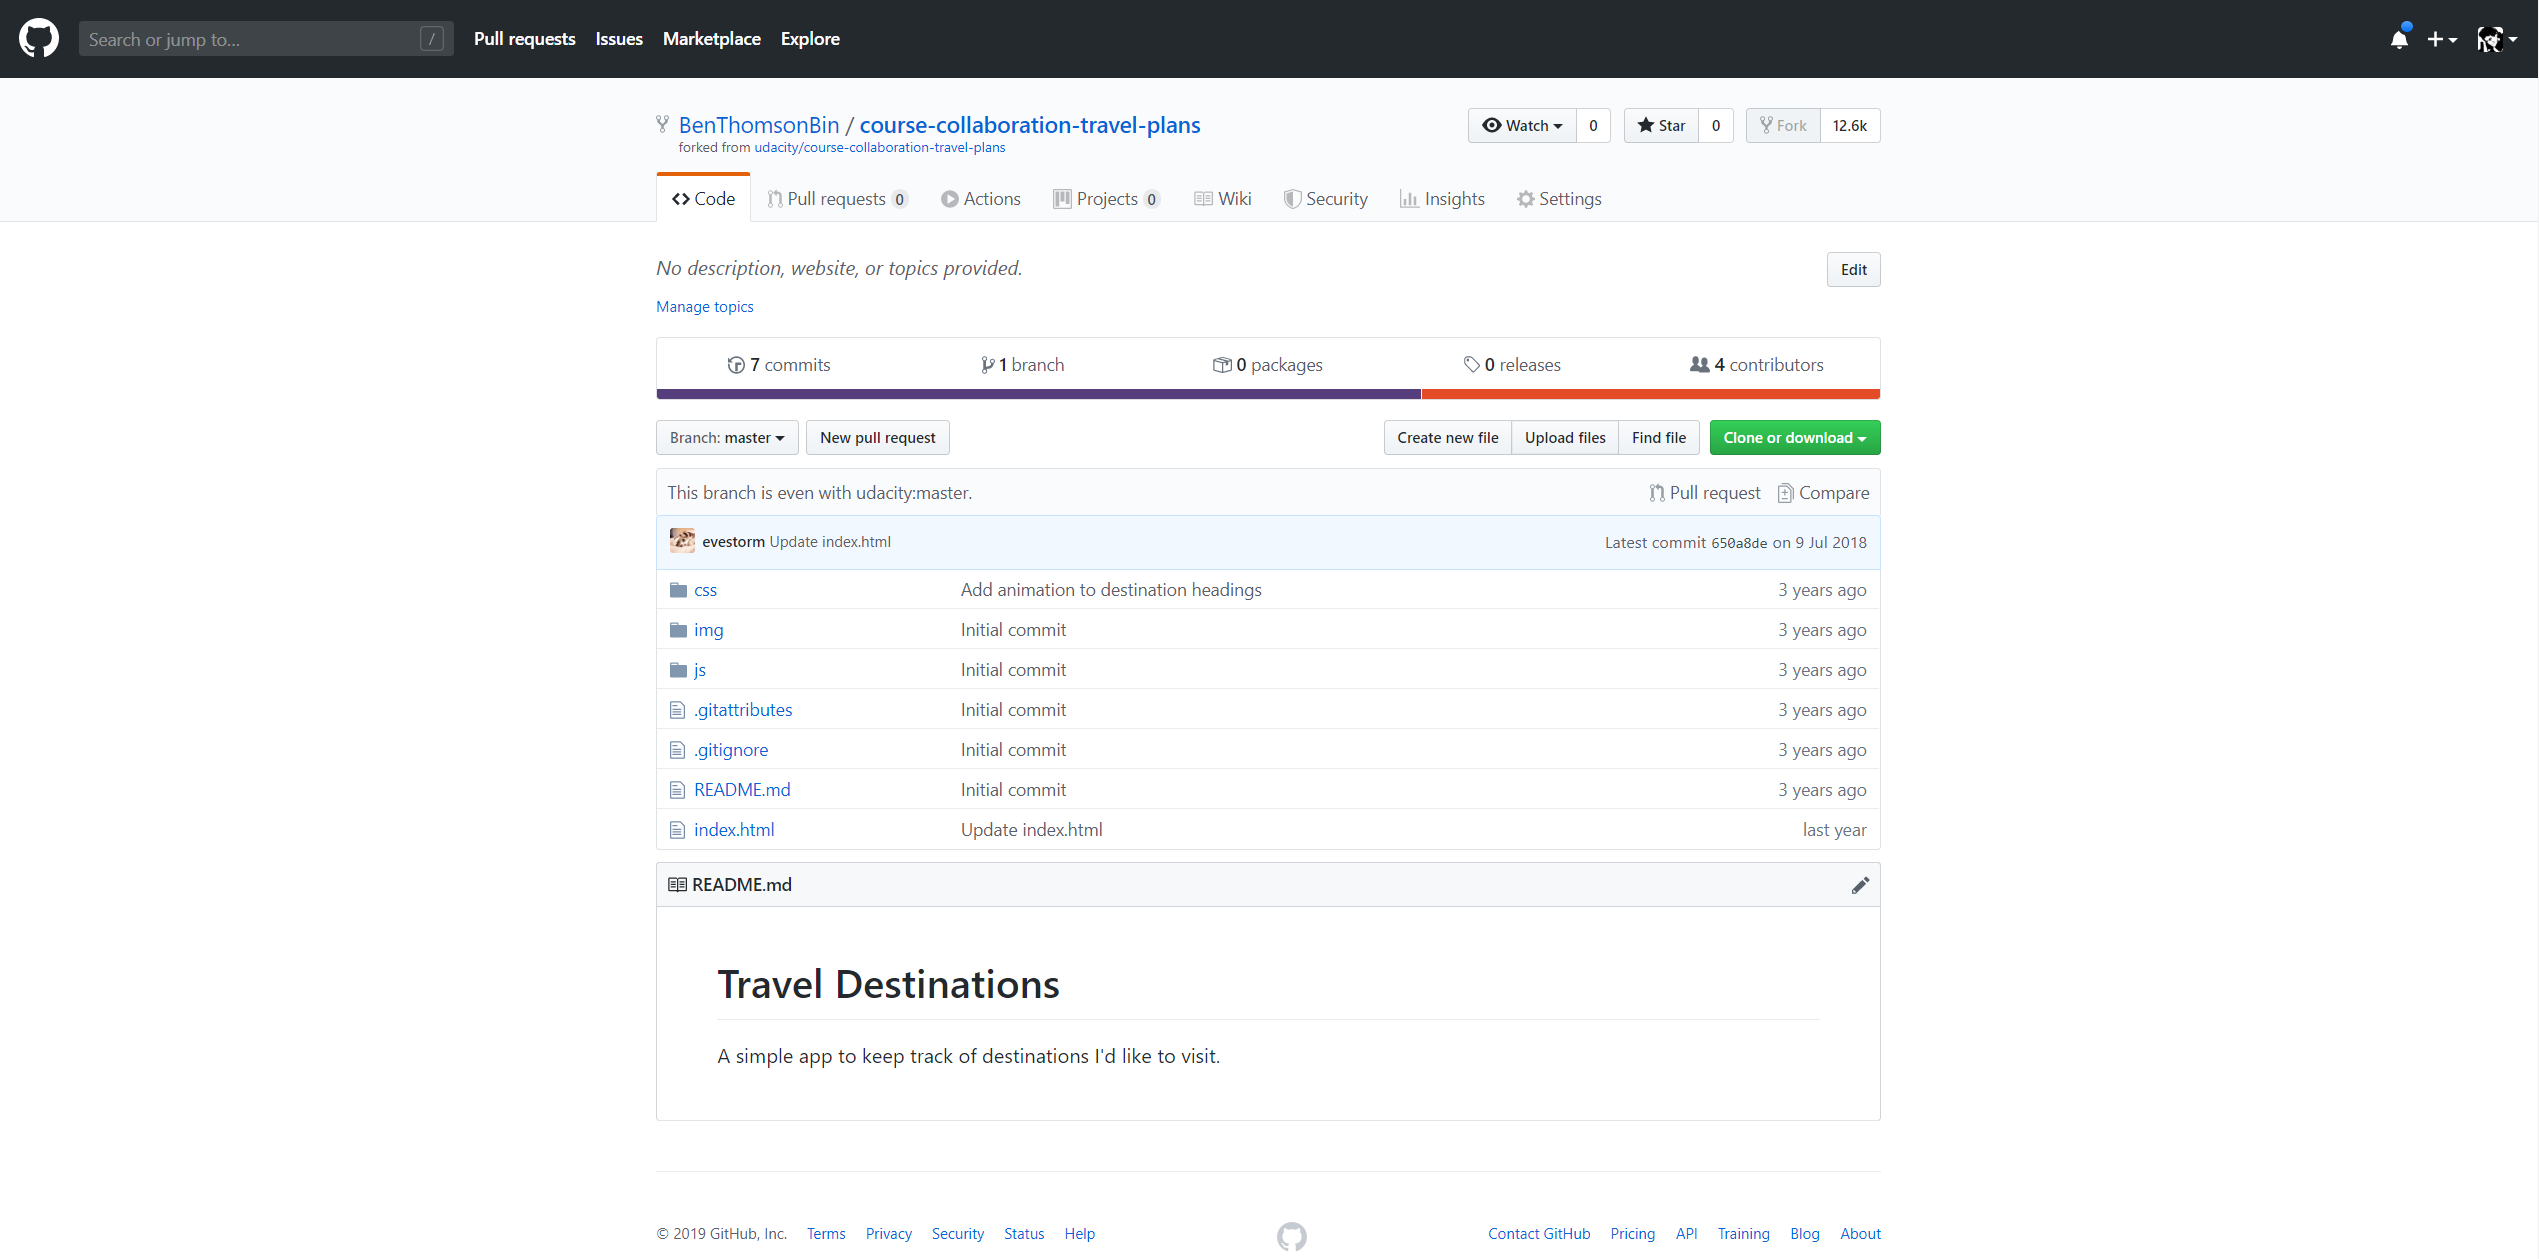 Search or jump to... / Pull requests Issues Marketplace Explore
BenThomsonBin / course-collaboration-travel-plans Watch 0 Star 0 Fork 12.6k
forked from udacity/course-collaboration-travel-plans
Code Pull requests 0 Actions Projects 0 Wiki Security Insights Settings
No description, website, or topics provided. Edit
Manage topics
7 commits 1 branch 0 packages 0 releases 4 contributors
Branch: master New pull request Create new file Upload files Find file Clone or download
This branch is even with udacity:master. Pull request Compare
evestorm Update index.html Latest commit 650a8de on 9 Jul 2018
css Add animation to destination headings 3 years ago
img Initial commit 3 years ago
js Initial commit 3 years ago
.gitattributes Initial commit 3 years ago
.gitignore Initial commit 3 years ago
README.md Initial commit 3 years ago
index.html Update index.html last year
README.md
Travel Destinations
A simple app to keep track of destinations I'd like to visit.
© 2019 GitHub, Inc. Terms Privacy Security Status Help Contact GitHub Pricing API Training Blog About